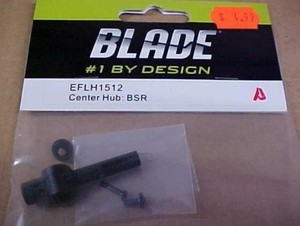 BLADE
#1 BY DESIGN
EFLH1512
Center Hub: BSR